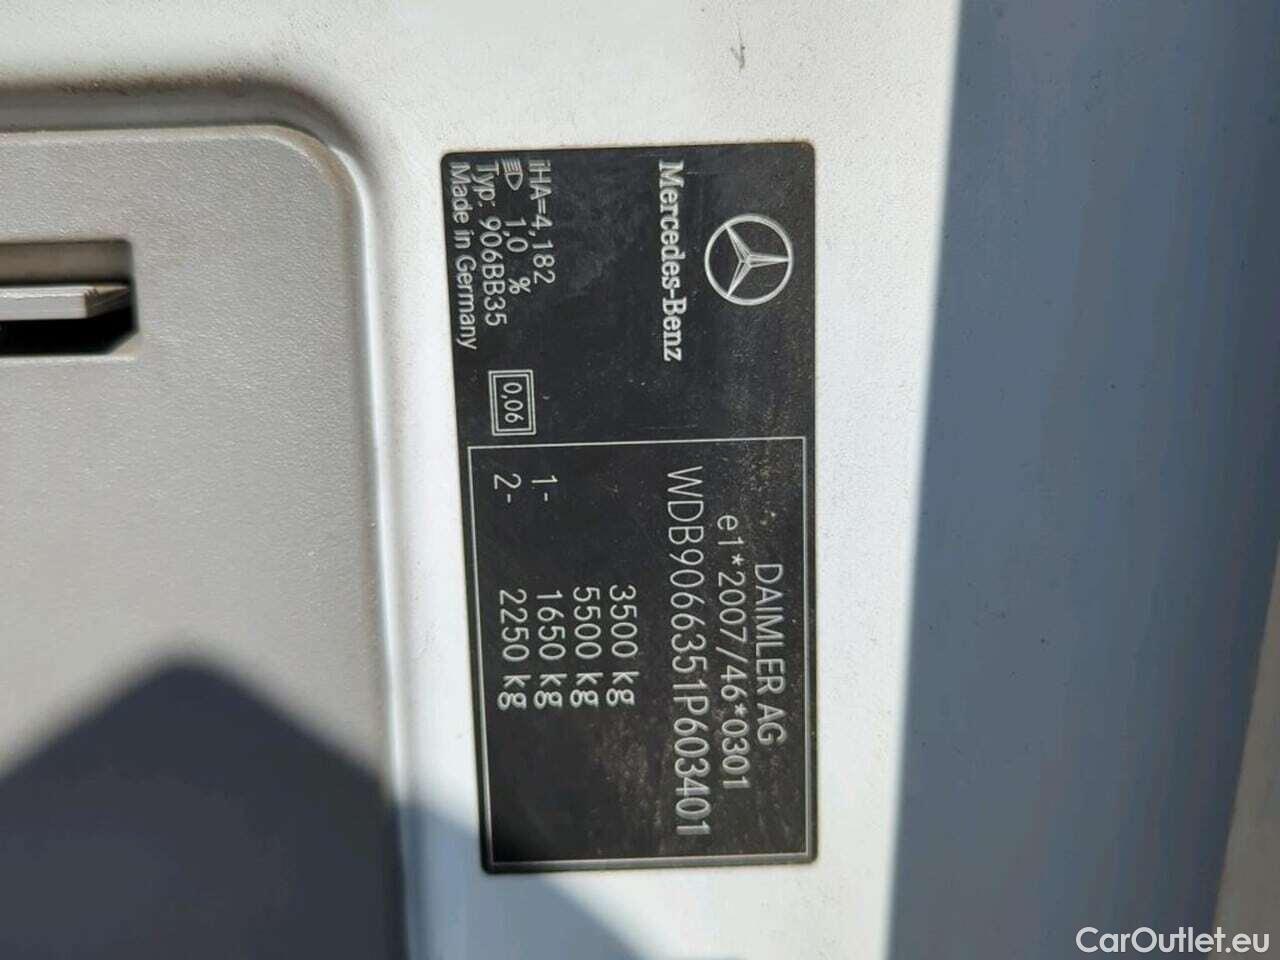 Mercedes-Benz
iHA=4,182
1,0 %
Typ: 906BB35
Made in Germany
0,06
DAIMLER AG
e1*2007/46*0301
WDB9066351P603401
3500 kg
5500 kg
1- 1650 kg
2- 2250 kg
CarOutlet.eu